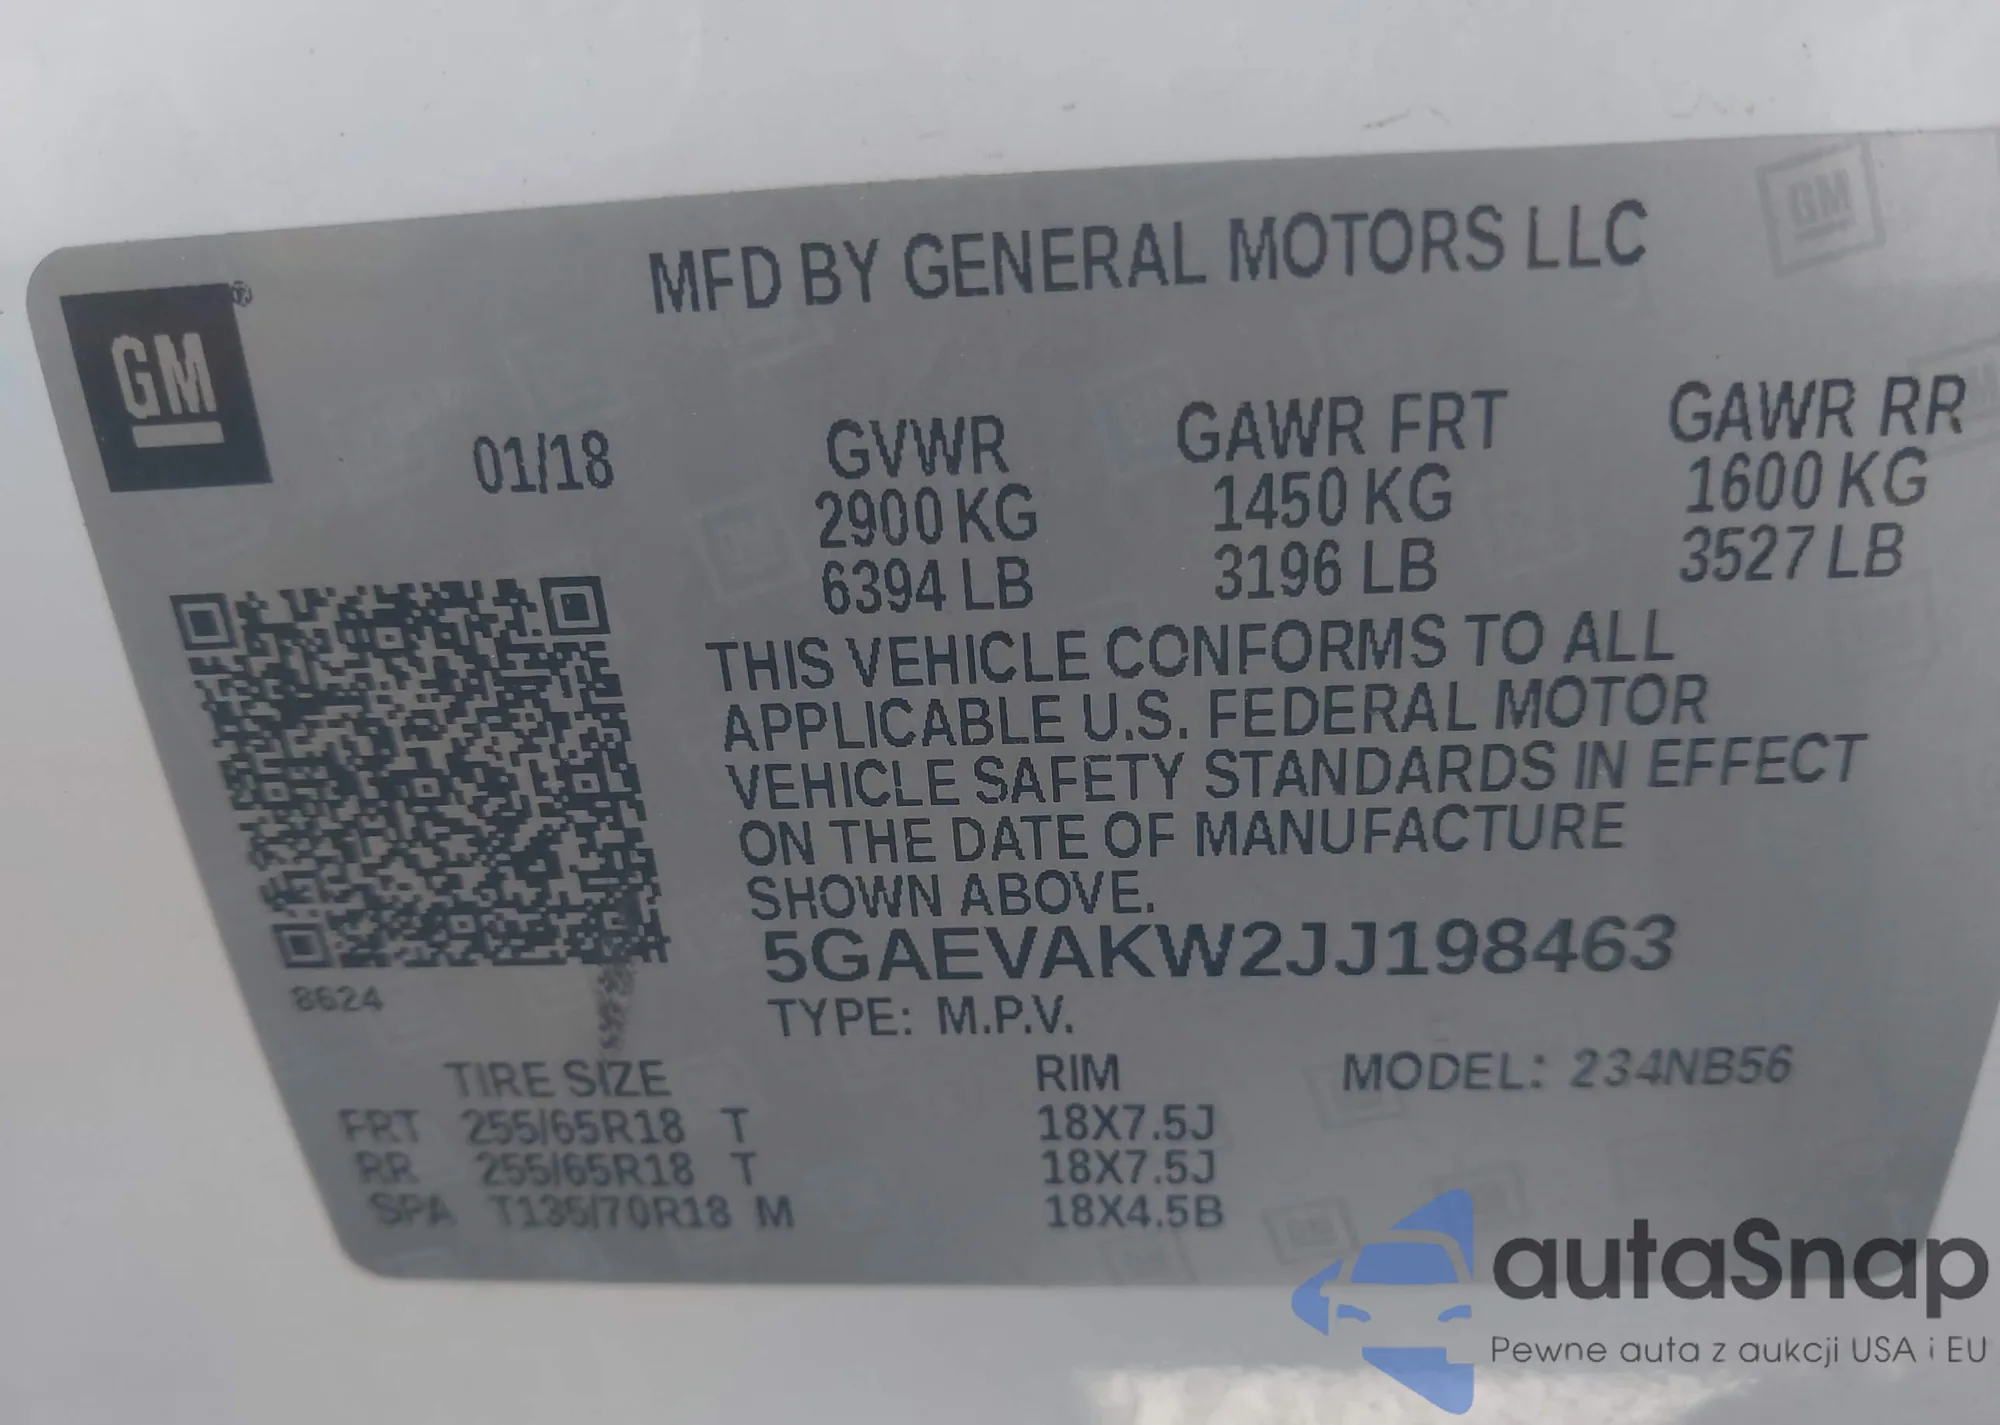 MFD BY GENERAL MOTORS LLC
GM
GM
®
01/18
GVWR GAWR FRT GAWR RR
2900 KG 1450 KG 1600 KG
6394 LB 3196 LB 3527 LB
THIS VEHICLE CONFORMS TO ALL
APPLICABLE U.S. FEDERAL MOTOR
VEHICLE SAFETY STANDARDS IN EFFECT
ON THE DATE OF MANUFACTURE
SHOWN ABOVE.
5GAEVAKW2JJ198463
8624
TYPE: M.P.V.
TIRE SIZE RIM MODEL: 234NB56
FRT 255/65R18 T 18X7.5J
RR 255/65R18 T 18X7.5J
SPA T135/70R18 M 18X4.5B
autaSnap
Pewne auta z aukcji USA i EU